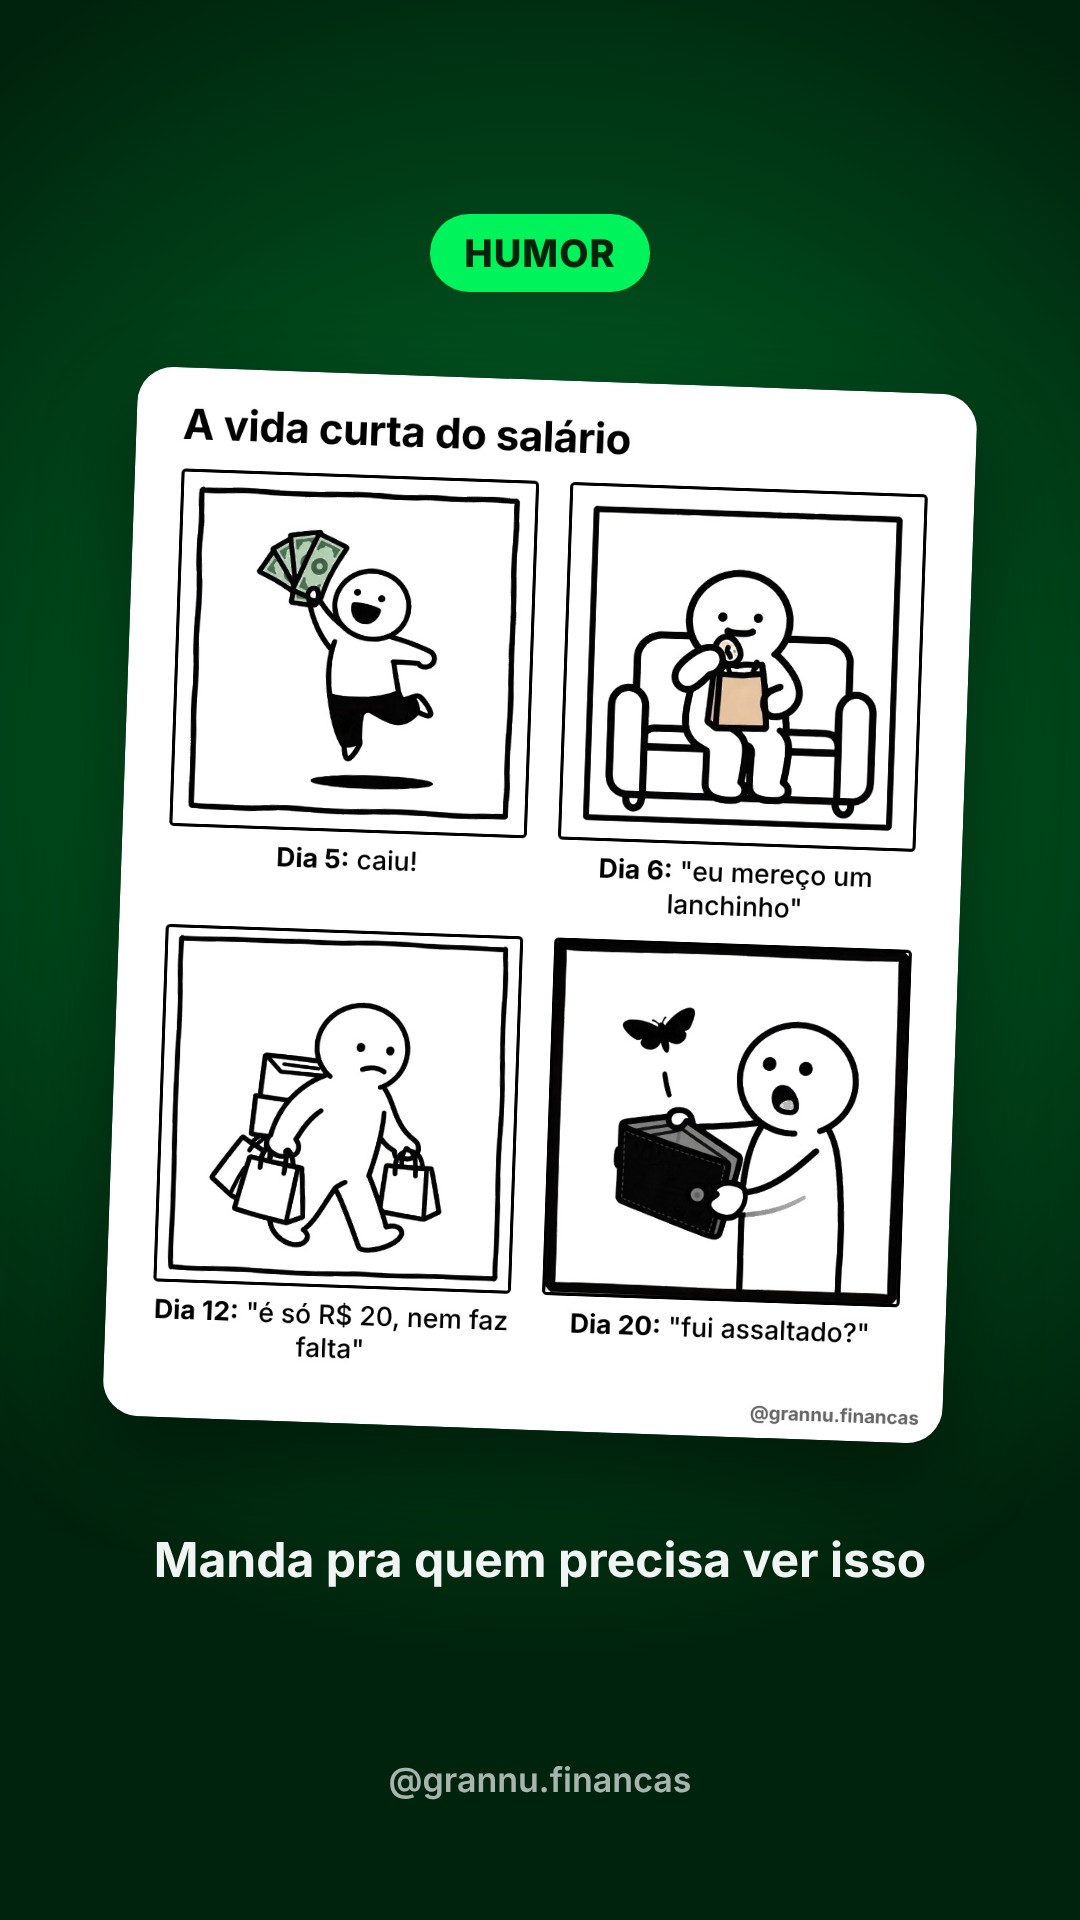 HUMOR
A vida curta do salário
Dia 5: caiu!
Dia 6: "eu mereço um
lanchinho"
Dia 12: "é só R$ 20, nem faz
falta"
Dia 20: "fui assaltado?"
@grannu.financas
Manda pra quem precisa ver isso
@grannu.financas